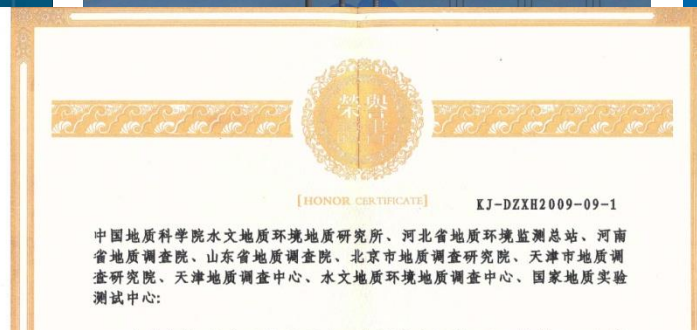 榮譽
證書
[HONOR CERTIFICATE]
KJ-DZXH2009-09-1
中国地质科学院水文地质环境地质研究所、河北省地质环境监测总站、河南
省地质调查院、山东省地质调查院、北京市地质调查研究院、天津市地质调
查研究院、天津地质调查中心、水文地质环境地质调查中心、国家地质实验
测试中心: